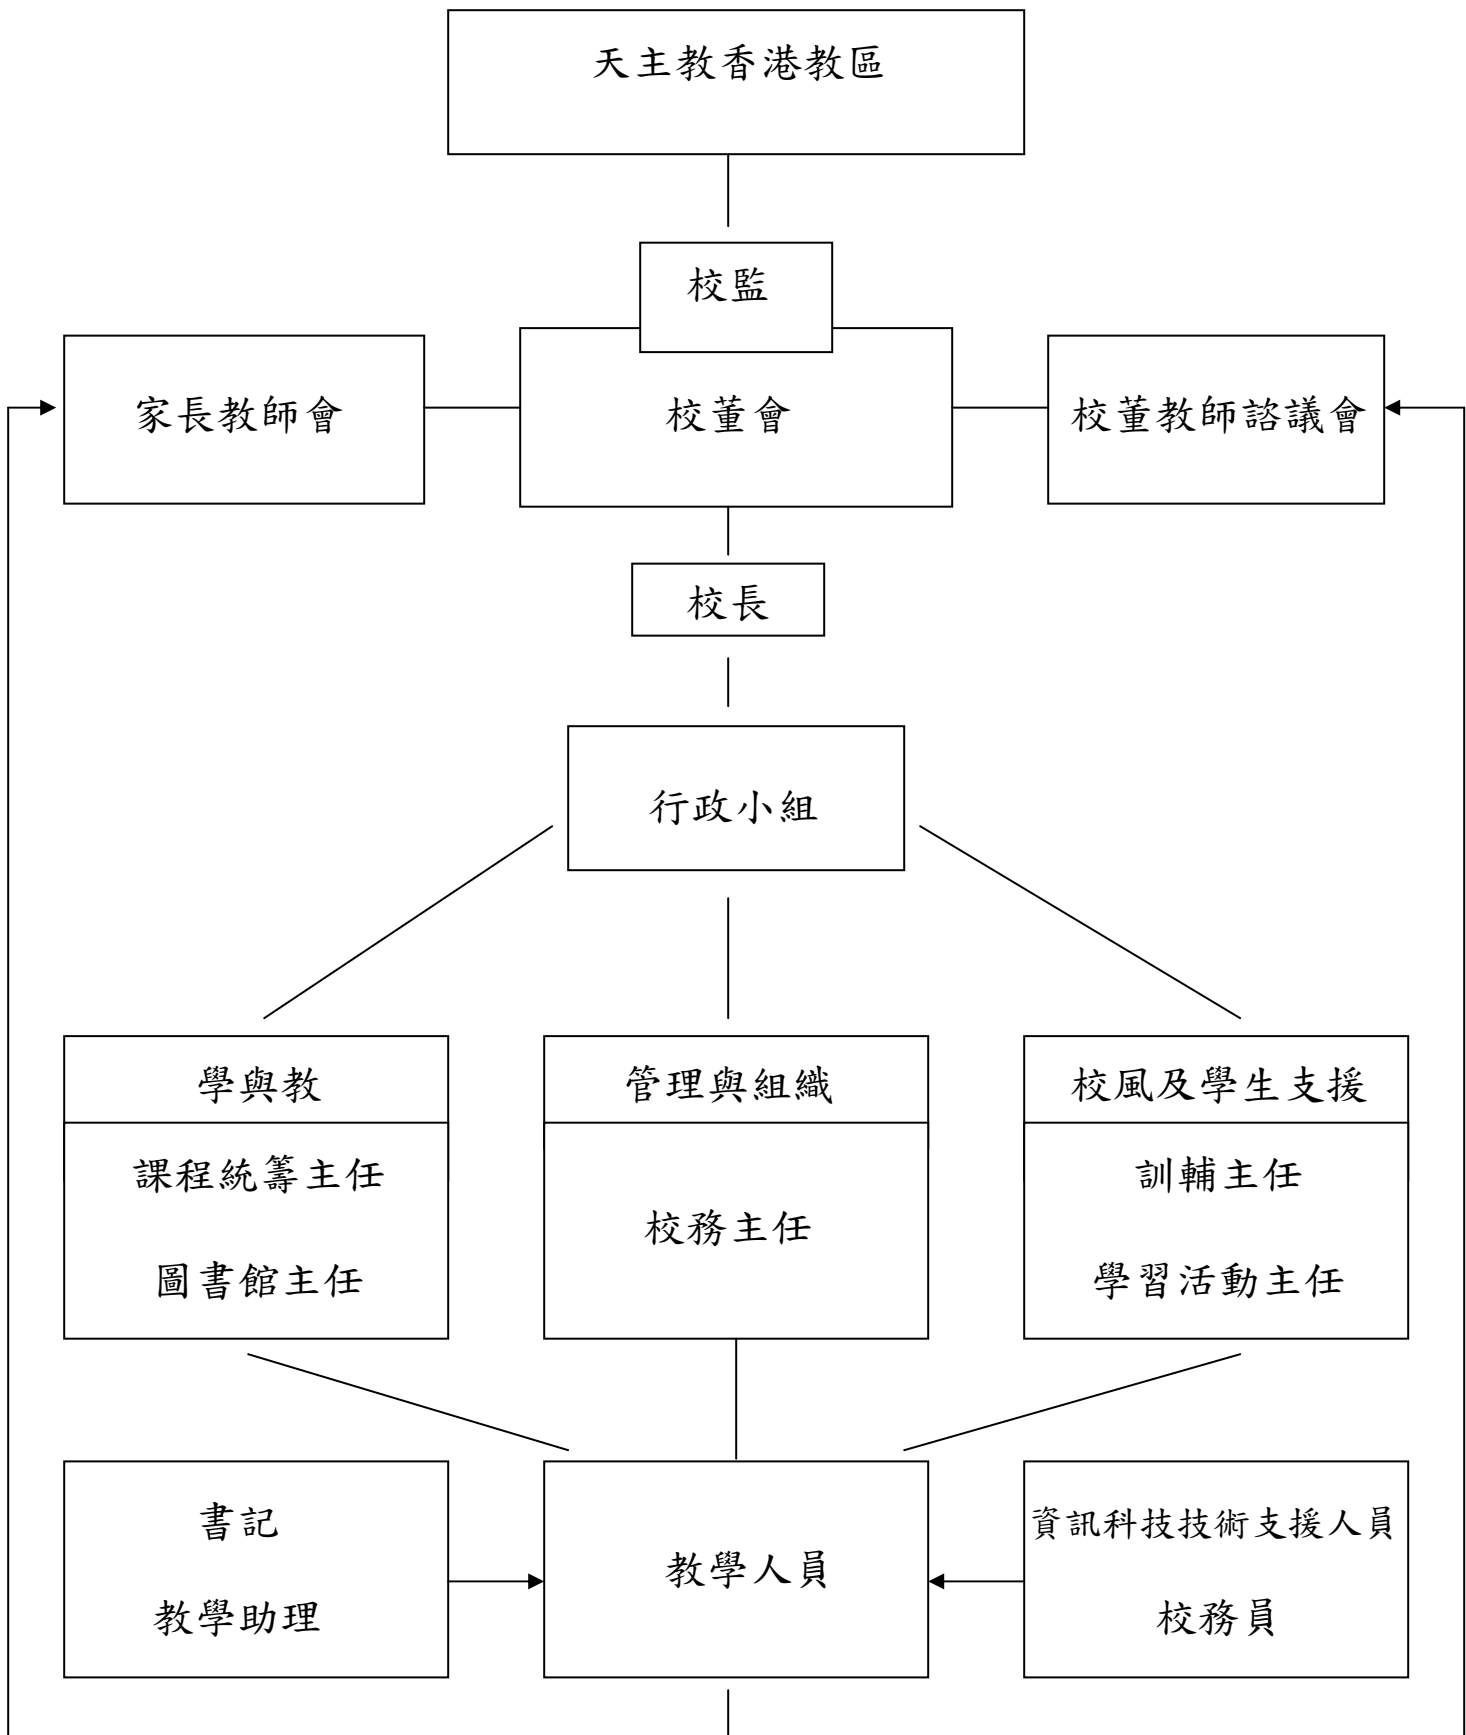 天主教香港教區
校監
家長教師會
校董會
校董教師諮議會
校長
行政小組
學與教
管理與組織
校風及學生支援
課程統籌主任
圖書館主任
校務主任
訓輔主任
學習活動主任
書記
教學助理
教學人員
資訊科技技術支援人員
校務員